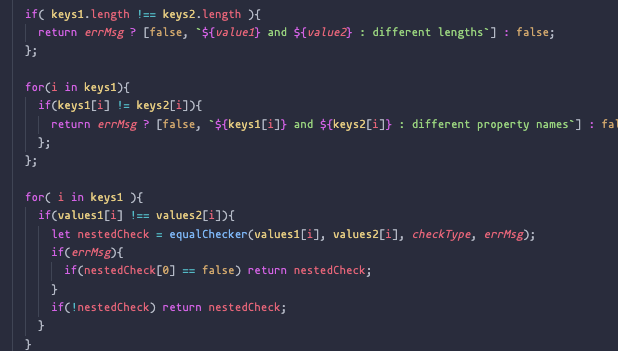 if( keys1.length !== keys2.length ){
return errMsg ? [false, `${value1} and ${value2} : different lengths`] : false;
};
for(i in keys1){
if(keys1[i] != keys2[i]){
return errMsg ? [false, `${keys1[i]} and ${keys2[i]} : different property names`] : fal
};
};
for( i in keys1 ){
if(values1[i] !== values2[i]){
let nestedCheck = equalChecker(values1[i], values2[i], checkType, errMsg);
if(errMsg){
if(nestedCheck[0] == false) return nestedCheck;
}
if(!nestedCheck) return nestedCheck;
}
}